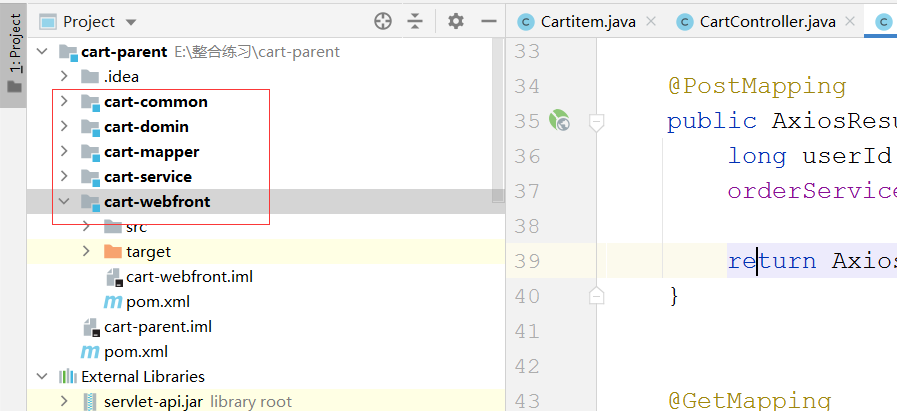 1: Project
Project
cart-parent E:\整合练习\cart-parent
.idea
cart-common
cart-domin
cart-mapper
cart-service
cart-webfront
src
target
cart-webfront.iml
pom.xml
cart-parent.iml
pom.xml
External Libraries
servlet-api.jar library root
Cartitem.java
CartController.java
33
34 @PostMapping
35 public AxiosResu
36 long userId
37 orderService
38
39 return Axios
40 }
41
42
43 @GetMapping